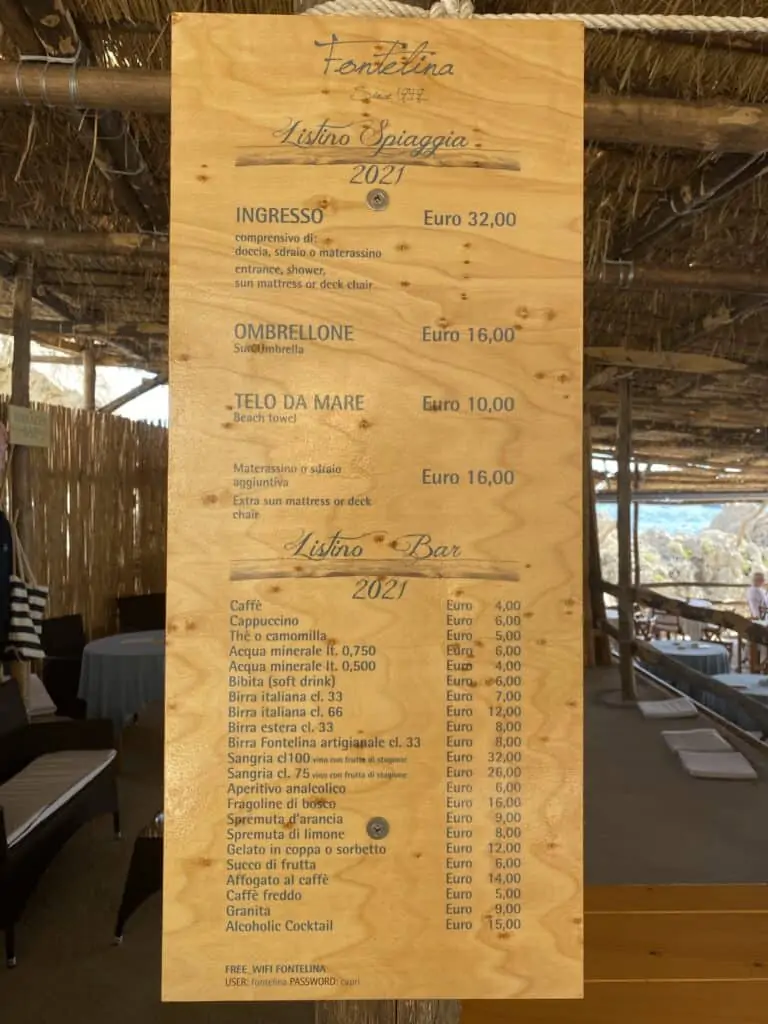 Fontelina
Since 1949
Listino Spiaggia
2021
INGRESSO Euro 32,00
comprensivo di:
doccia, sdraio o materassino
entrance, shower,
sun mattress or deck chair
OMBRELLONE Euro 16,00
Sun Umbrella
TELO DA MARE Euro 10,00
Beach towel
Materassino o sdraio
aggiuntiva Euro 16,00
Extra sun mattress or deck
chair
Listino Bar
2021
Caffè Euro 4,00
Cappuccino Euro 6,00
Thè o camomilla Euro 5,00
Acqua minerale lt. 0,750 Euro 6,00
Acqua minerale lt. 0,500 Euro 4,00
Bibita (soft drink) Euro 6,00
Birra italiana cl. 33 Euro 7,00
Birra italiana cl. 66 Euro 12,00
Birra estera cl. 33 Euro 8,00
Birra Fontelina artigianale cl. 33 Euro 8,00
Sangria cl100 vino con frutta di stagione Euro 32,00
Sangria cl. 75 vino con frutta di stagione Euro 26,00
Aperitivo analcolico Euro 6,00
Fragoline di bosco Euro 16,00
Spremuta d'arancia Euro 9,00
Spremuta di limone Euro 8,00
Gelato in coppa o sorbetto Euro 12,00
Succo di frutta Euro 6,00
Affogato al caffè Euro 14,00
Caffè freddo Euro 5,00
Granita Euro 9,00
Alcoholic Cocktail Euro 15,00
FREE WIFI FONTELINA
USER: fontelina PASSWORD: capri